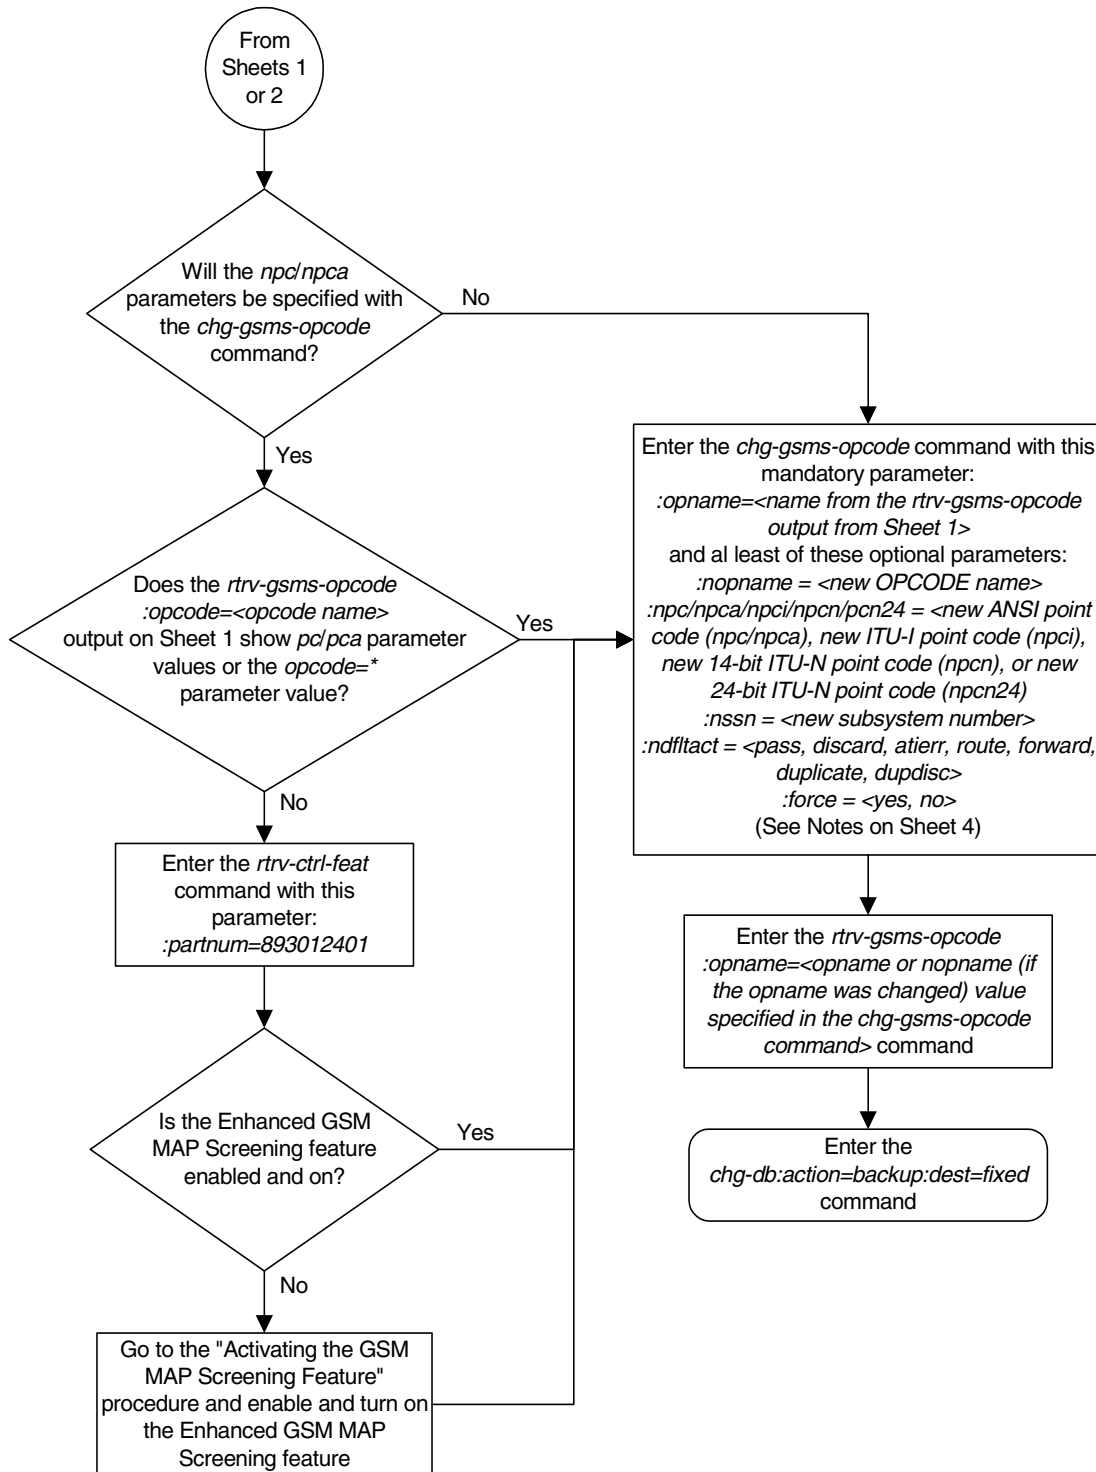 From
Sheets 1
or 2
Will the npc/npca
parameters be specified with
the chg-gsms-opcode
command?
No
Yes
Does the rtrv-gsms-opcode
:opcode=<opcode name>
output on Sheet 1 show pc/pca parameter
values or the opcode=*
parameter value?
Yes
No
Enter the rtrv-ctrl-feat
command with this
parameter:
:partnum=893012401
Is the Enhanced GSM
MAP Screening feature
enabled and on?
Yes
No
Go to the "Activating the GSM
MAP Screening Feature"
procedure and enable and turn on
the Enhanced GSM MAP
Screening feature
Enter the chg-gsms-opcode command with this
mandatory parameter:
:opname=<name from the rtrv-gsms-opcode
output from Sheet 1>
and al least of these optional parameters:
:nopname = <new OPCODE name>
:npc/npca/npci/npcn/pcn24 = <new ANSI point
code (npc/npca), new ITU-I point code (npci),
new 14-bit ITU-N point code (npcn), or new
24-bit ITU-N point code (npcn24)
:nssn = <new subsystem number>
:ndfltact = <pass, discard, atierr, route, forward,
duplicate, dupdisc>
:force = <yes, no>
(See Notes on Sheet 4)
Enter the rtrv-gsms-opcode
:opname=<opname or nopname (if
the opname was changed) value
specified in the chg-gsms-opcode
command> command
Enter the
chg-db:action=backup:dest=fixed
command